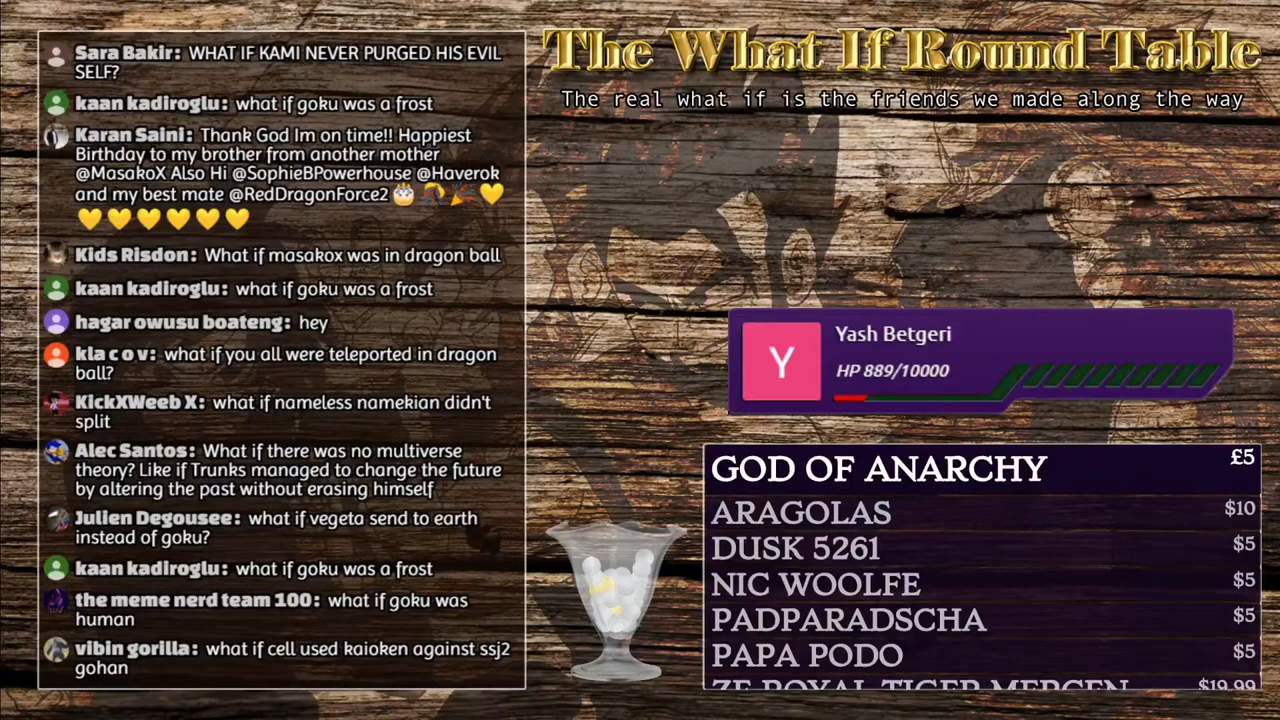 The What If Round Table
The real what if is the friends we made along the way
Sara Bakir: WHAT IF KAMI NEVER PURGED HIS EVIL
SELF?
kaan kadiroglu: what if goku was a frost
Karan Saini: Thank God Im on time!! Happiest
Birthday to my brother from another mother
@MasakoX Also Hi @SophieBPowerhouse @Haverok
and my best mate @RedDragonForce2🎂🎊🎉💛
💛💛💛💛💛💛
Kids Risdon: What if masakox was in dragon ball
kaan kadiroglu: what if goku was a frost
hagar owusu boateng: hey
kla c o v: what if you all were teleported in dragon
ball?
KickXWeeb X: what if nameless namekian didn't
split
Alec Santos: What if there was no multiverse
theory? Like if Trunks managed to change the future
by altering the past without erasing himself
Julien Degousee: what if vegeta send to earth
instead of goku?
kaan kadiroglu: what if goku was a frost
the meme nerd team 100: what if goku was
human
vibin gorilla: what if cell used kaioken against ssj2
gohan
Y
Yash Betgeri
HP 889/10000
GOD OF ANARCHY £5
ARAGOLAS $10
DUSK 5261 $5
NIC WOOLFE $5
PADPARADSCHA $5
PAPA PODO $5
ZE ROYAL TIGER MERGEN $19.99